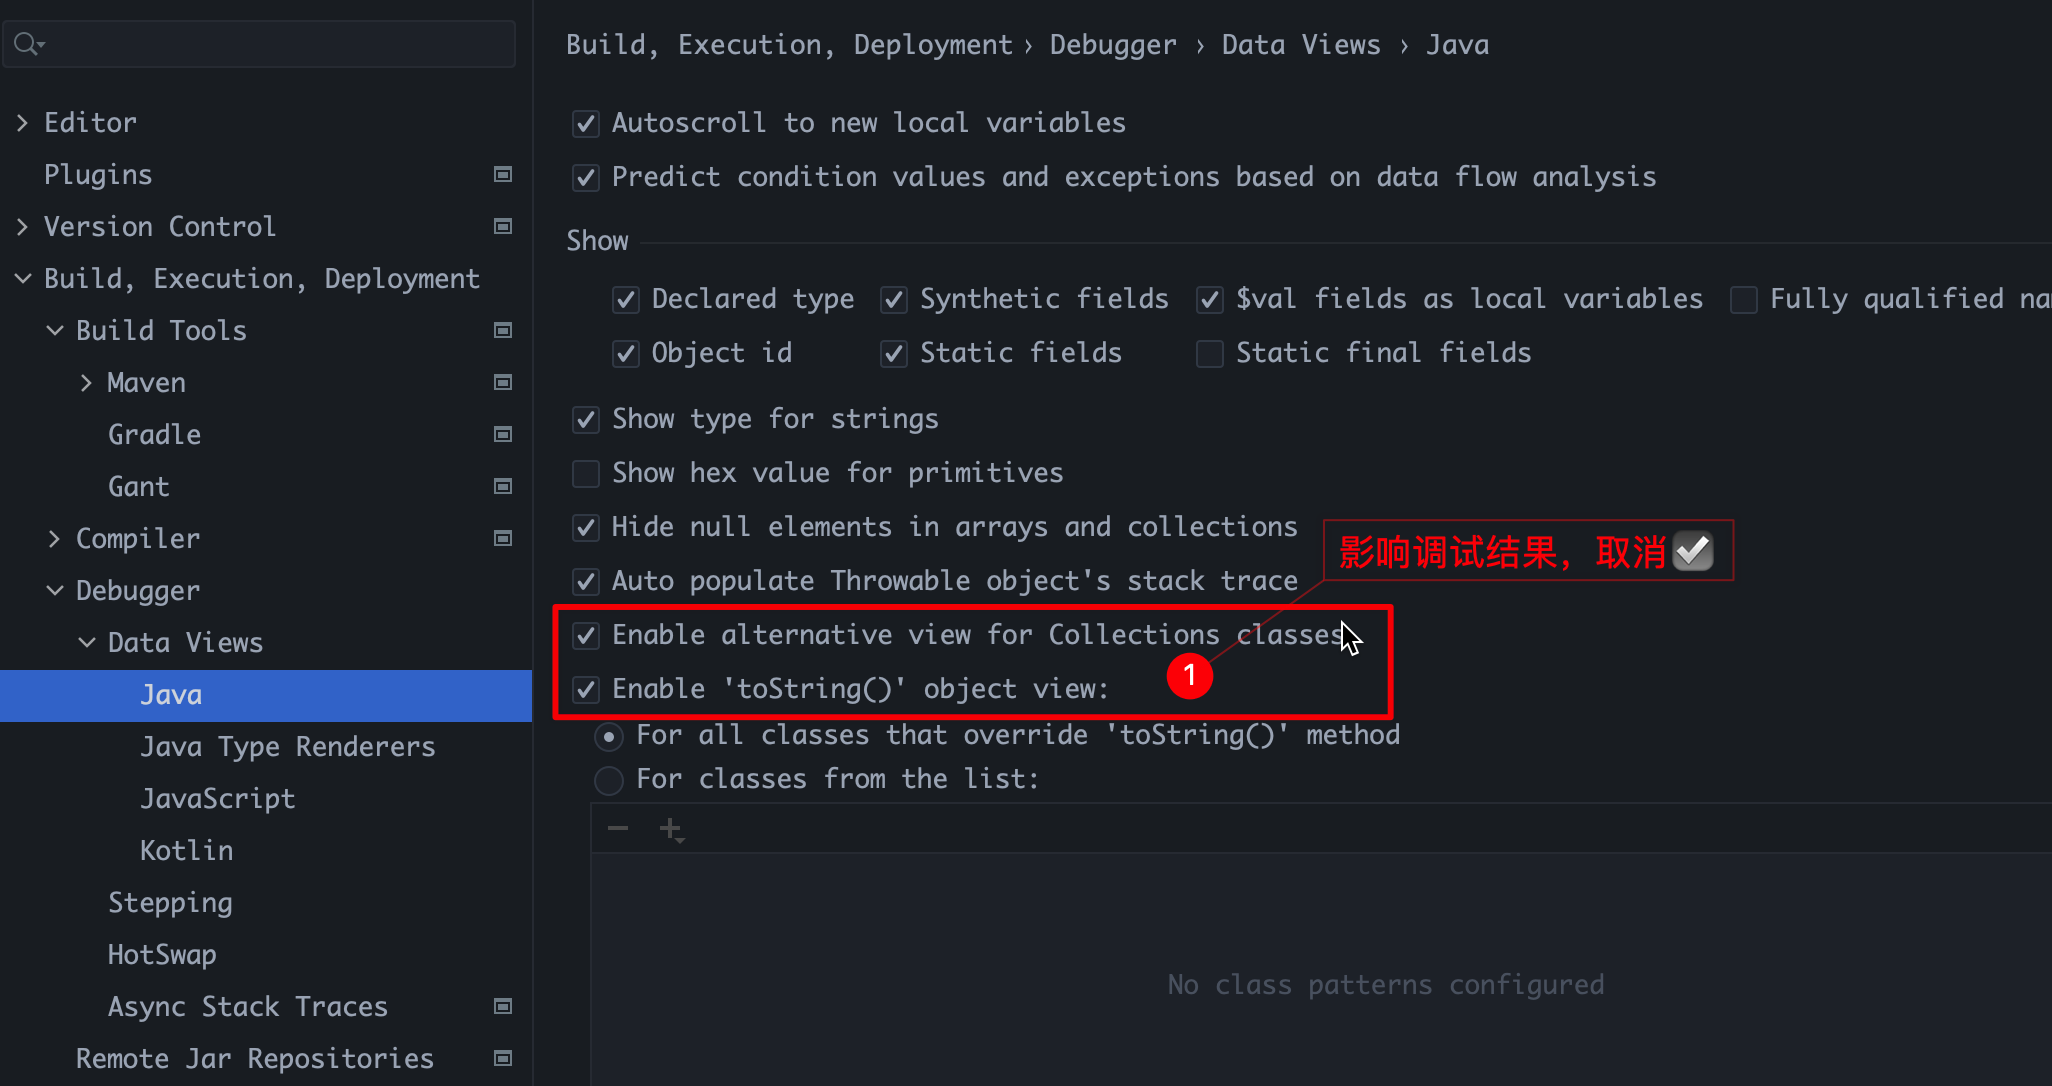 Editor
Plugins
Version Control
Build, Execution, Deployment
Build Tools
Maven
Gradle
Gant
Compiler
Debugger
Data Views
Java
Java Type Renderers
JavaScript
Kotlin
Stepping
HotSwap
Async Stack Traces
Remote Jar Repositories
Build, Execution, Deployment › Debugger › Data Views › Java
Autoscroll to new local variables
Predict condition values and exceptions based on data flow analysis
Show
Declared type Synthetic fields $val fields as local variables Fully qualified
Object id Static fields Static final fields
Show type for strings
Show hex value for primitives
Hide null elements in arrays and collections
影响调试结果，取消
Auto populate Throwable object's stack trace
Enable alternative view for Collections classes
1
Enable 'toString()' object view:
For all classes that override 'toString()' method
For classes from the list:
No class patterns configured